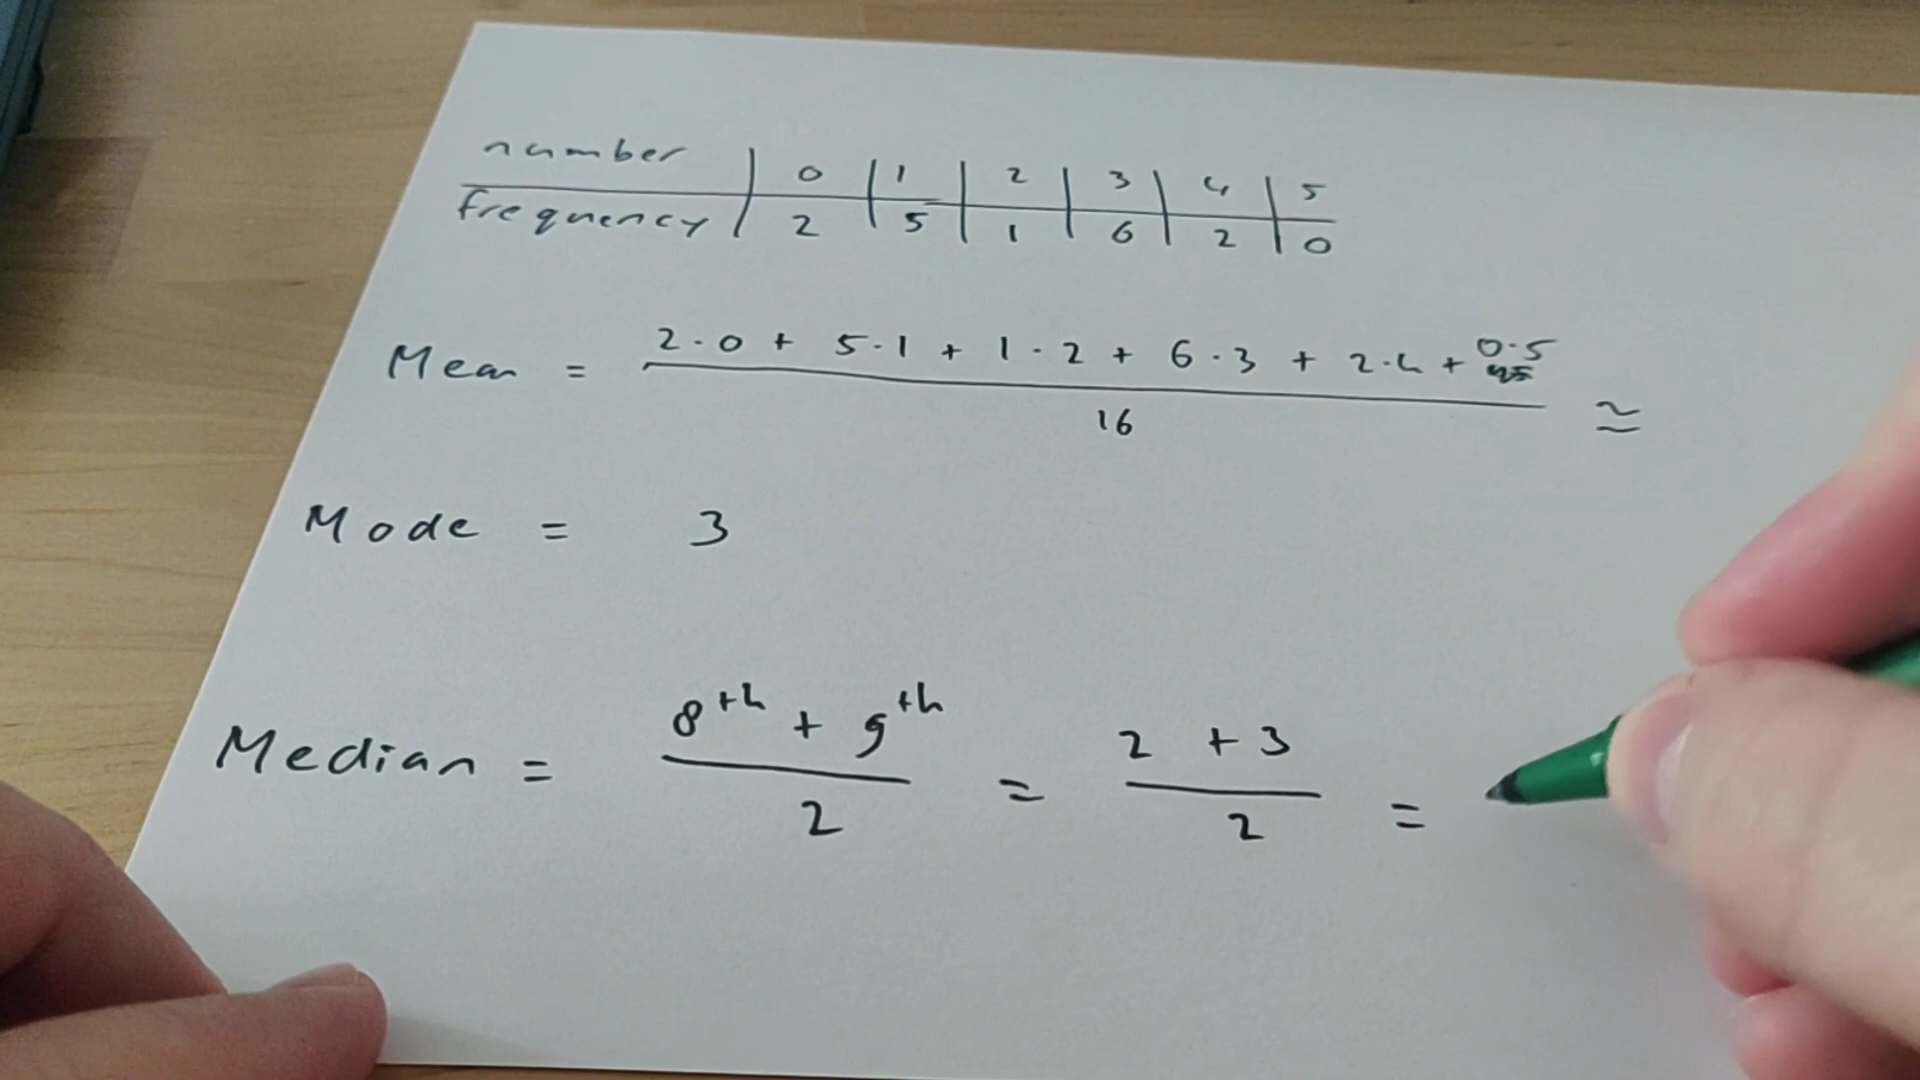 number | 0 | 1 | 2 | 3 | 4 | 5
frequency | 2 | 5 | 1 | 6 | 2 | 0
Mean = 2·0 + 5·1 + 1·2 + 6·3 + 2·4 + 0·5 ≃
16
Mode = 3
Median = 8th + 9th = 2 + 3 =
2 2